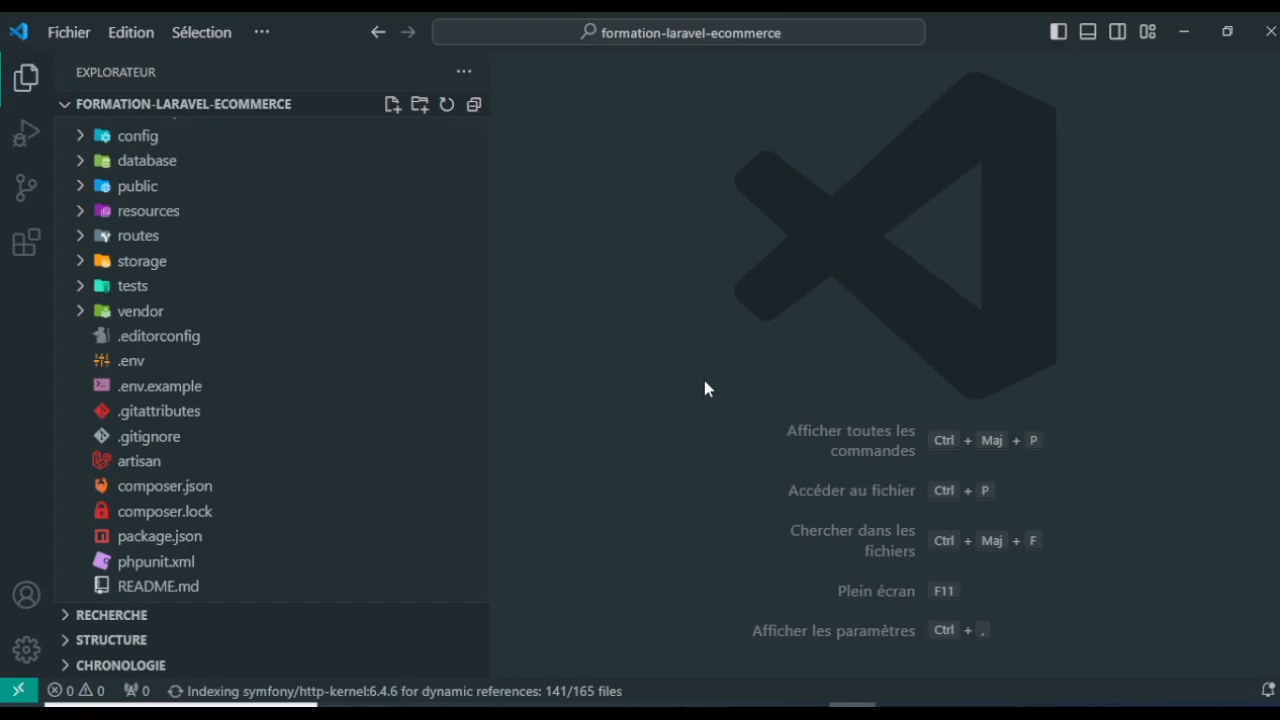 Fichier Edition Sélection ... formation-laravel-ecommerce
EXPLORATEUR
FORMATION-LARAVEL-ECOMMERCE
config
database
public
resources
routes
storage
tests
vendor
.editorconfig
.env
.env.example
.gitattributes
.gitignore
artisan
composer.json
composer.lock
package.json
phpunit.xml
README.md
RECHERCHE
STRUCTURE
CHRONOLOGIE
Afficher toutes les
commandes Ctrl + Maj + P
Accéder au fichier Ctrl + P
Chercher dans les
fichiers Ctrl + Maj + F
Plein écran F11
Afficher les paramètres Ctrl + ,
0 0 0 Indexing symfony/http-kernel:6.4.6 for dynamic references: 141/165 files